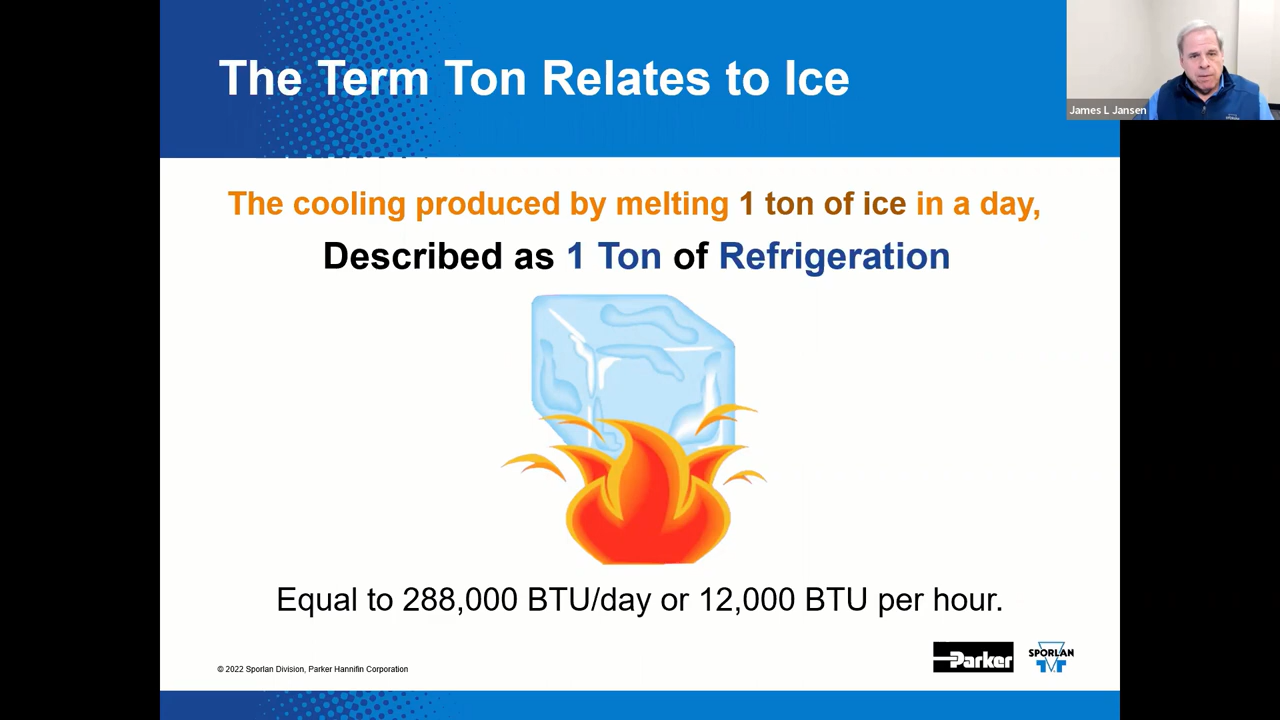 The Term Ton Relates to Ice
James L Jansen
The cooling produced by melting 1 ton of ice in a day,
Described as 1 Ton of Refrigeration
Equal to 288,000 BTU/day or 12,000 BTU per hour.
© 2022 Sporlan Division, Parker Hannifin Corporation
Parker
SPORLAN